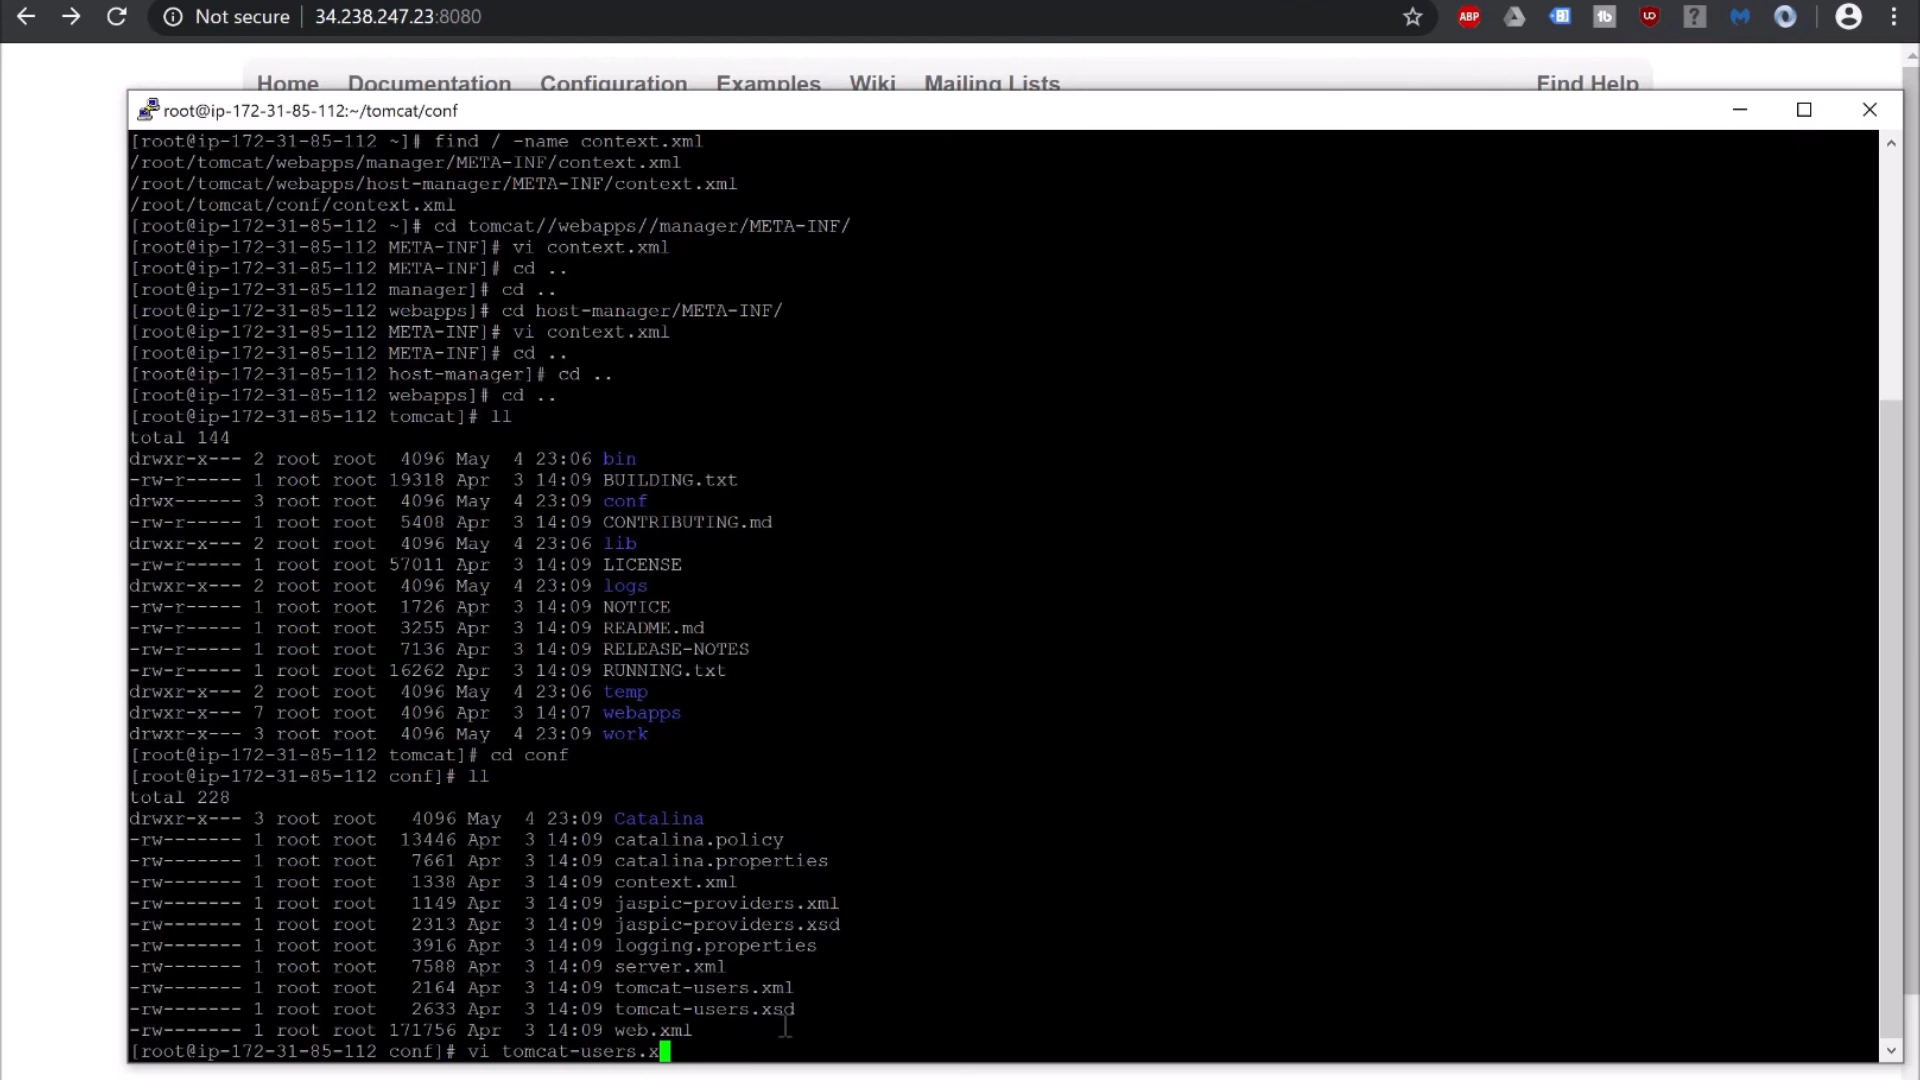 Not secure 34.238.247.23:8080 ABP
Home Documentation Configuration Examples Wiki Mailing Lists Find Help
root@ip-172-31-85-112:~/tomcat/conf
[root@ip-172-31-85-112 ~]# find / -name context.xml
/root/tomcat/webapps/manager/META-INF/context.xml
/root/tomcat/webapps/host-manager/META-INF/context.xml
/root/tomcat/conf/context.xml
[root@ip-172-31-85-112 ~]# cd tomcat//webapps//manager/META-INF/
[root@ip-172-31-85-112 META-INF]# vi context.xml
[root@ip-172-31-85-112 META-INF]# cd ..
[root@ip-172-31-85-112 manager]# cd ..
[root@ip-172-31-85-112 webapps]# cd host-manager/META-INF/
[root@ip-172-31-85-112 META-INF]# vi context.xml
[root@ip-172-31-85-112 META-INF]# cd ..
[root@ip-172-31-85-112 host-manager]# cd ..
[root@ip-172-31-85-112 webapps]# cd ..
[root@ip-172-31-85-112 tomcat]# ll
total 144
drwxr-x--- 2 root root 4096 May 4 23:06 bin
-rw-r----- 1 root root 19318 Apr 3 14:09 BUILDING.txt
drwx------ 3 root root 4096 May 4 23:09 conf
-rw-r----- 1 root root 5408 Apr 3 14:09 CONTRIBUTING.md
drwxr-x--- 2 root root 4096 May 4 23:06 lib
-rw-r----- 1 root root 57011 Apr 3 14:09 LICENSE
drwxr-x--- 2 root root 4096 May 4 23:09 logs
-rw-r----- 1 root root 1726 Apr 3 14:09 NOTICE
-rw-r----- 1 root root 3255 Apr 3 14:09 README.md
-rw-r----- 1 root root 7136 Apr 3 14:09 RELEASE-NOTES
-rw-r----- 1 root root 16262 Apr 3 14:09 RUNNING.txt
drwxr-x--- 2 root root 4096 May 4 23:06 temp
drwxr-x--- 7 root root 4096 Apr 3 14:07 webapps
drwxr-x--- 3 root root 4096 May 4 23:09 work
[root@ip-172-31-85-112 tomcat]# cd conf
[root@ip-172-31-85-112 conf]# ll
total 228
drwxr-x--- 3 root root 4096 May 4 23:09 Catalina
-rw------- 1 root root 13446 Apr 3 14:09 catalina.policy
-rw------- 1 root root 7661 Apr 3 14:09 catalina.properties
-rw------- 1 root root 1338 Apr 3 14:09 context.xml
-rw------- 1 root root 1149 Apr 3 14:09 jaspic-providers.xml
-rw------- 1 root root 2313 Apr 3 14:09 jaspic-providers.xsd
-rw------- 1 root root 3916 Apr 3 14:09 logging.properties
-rw------- 1 root root 7588 Apr 3 14:09 server.xml
-rw------- 1 root root 2164 Apr 3 14:09 tomcat-users.xml
-rw------- 1 root root 2633 Apr 3 14:09 tomcat-users.xsd
-rw------- 1 root root 171756 Apr 3 14:09 web.xml
[root@ip-172-31-85-112 conf]# vi tomcat-users.x